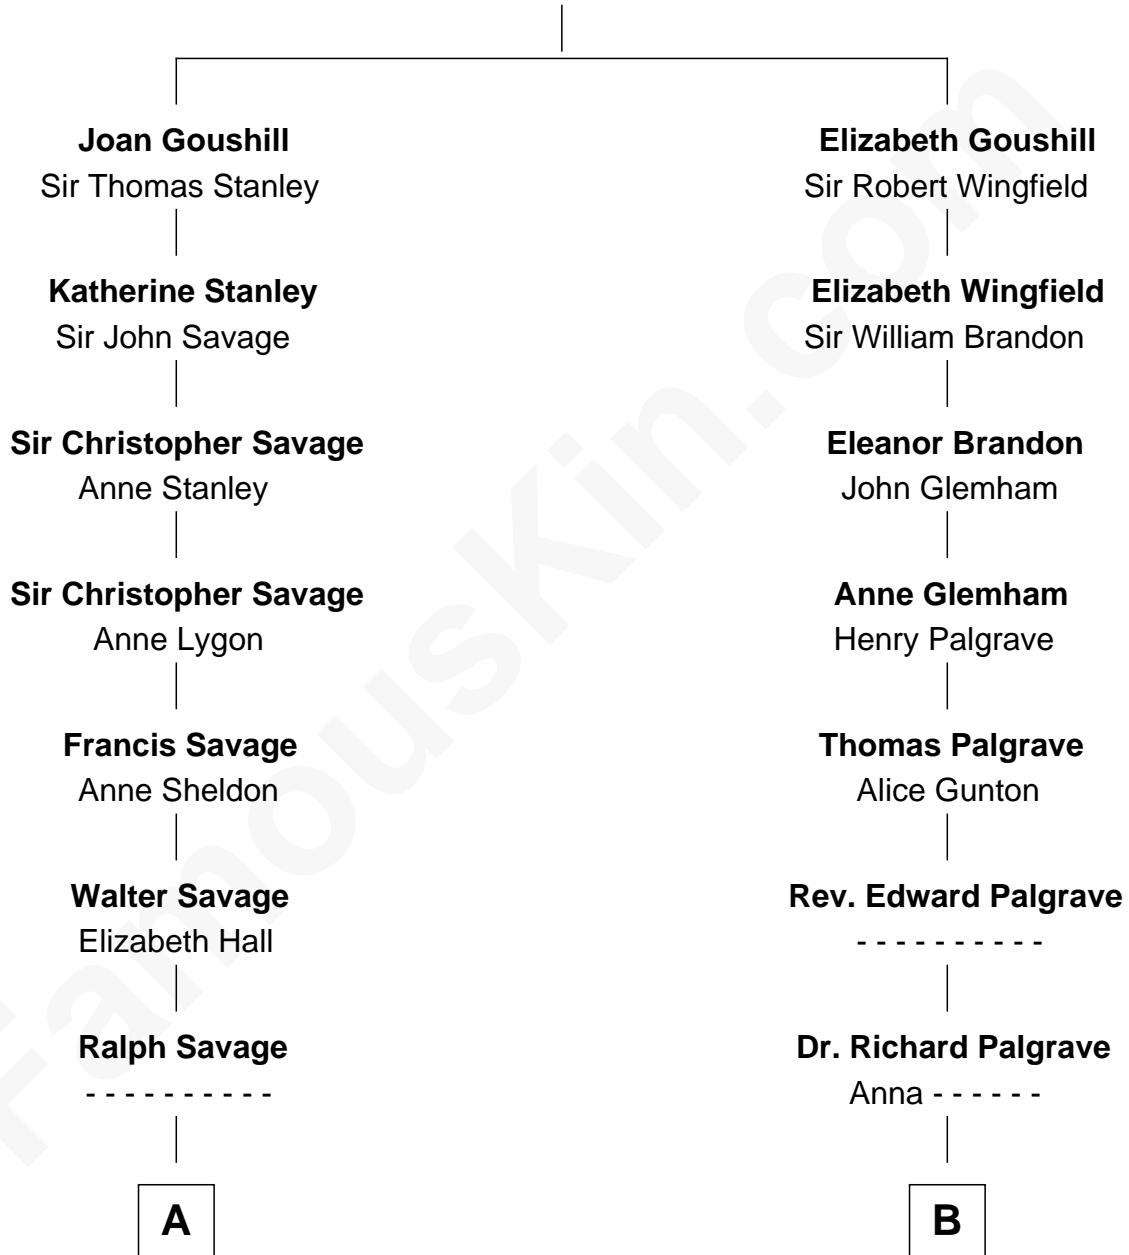 Joan Goushill
Sir Thomas Stanley
Katherine Stanley
Sir John Savage
Sir Christopher Savage
Anne Stanley
Sir Christopher Savage
Anne Lygon
Francis Savage
Anne Sheldon
Walter Savage
Elizabeth Hall
Ralph Savage
- - - - - - - - - -
A
Elizabeth Goushill
Sir Robert Wingfield
Elizabeth Wingfield
Sir William Brandon
Eleanor Brandon
John Glemham
Anne Glemham
Henry Palgrave
Thomas Palgrave
Alice Gunton
Rev. Edward Palgrave
- - - - - - - - - -
Dr. Richard Palgrave
Anna - - - - - -
B
FamousKin.com